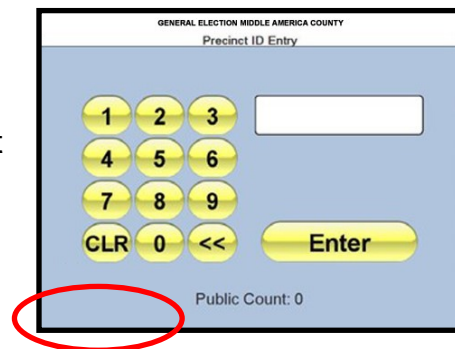 GENERAL ELECTION MIDDLE AMERICA COUNTY
Precinct ID Entry
1 2 3
4 5 6
7 8 9
CLR 0 << Enter
Public Count: 0